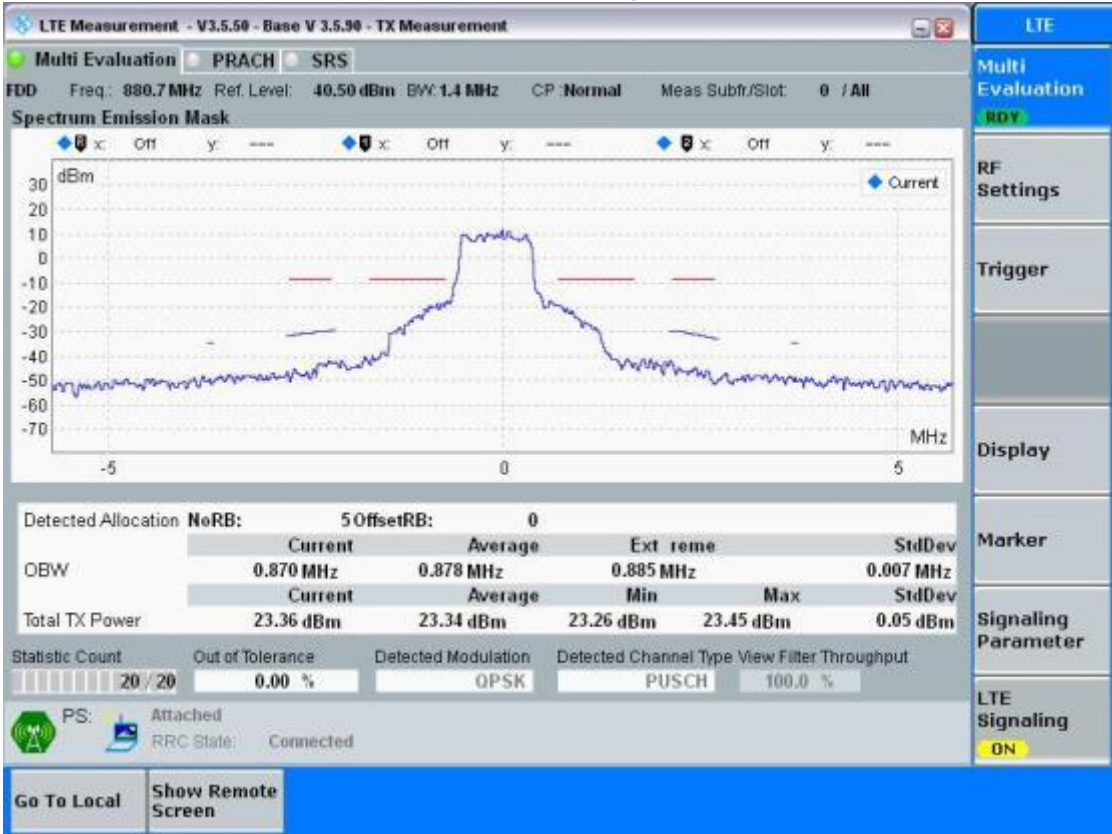 LTE Measurement - V3.5.50 - Base V 3.5.90 - TX Measurement
LTE
Multi Evaluation PRACH SRS
FDD Freq.: 880.7 MHz Ref. Level: 40.50 dBm BW: 1.4 MHz CP : Normal Meas Subfr./Slot: 0 / All
Spectrum Emission Mask
x: Off y: --- x: Off y: --- x: Off y: ---
dBm
Current
30
20
10
0
-10
-20
-30
-40
-50
-60
-70
MHz
-5 0 5
Detected Allocation NoRB: 5 OffsetRB: 0
Current Average Ext reme StdDev
OBW 0.870 MHz 0.878 MHz 0.885 MHz 0.007 MHz
Current Average Min Max StdDev
Total TX Power 23.36 dBm 23.34 dBm 23.26 dBm 23.45 dBm 0.05 dBm
Statistic Count Out of Tolerance Detected Modulation Detected Channel Type View Filter Throughput
20 / 20 0.00 % QPSK PUSCH 100.0 %
PS: Attached
RRC State: Connected
Multi
Evaluation
RDY
RF
Settings
Trigger
Display
Marker
Signaling
Parameter
LTE
Signaling
ON
Go To Local
Show Remote
Screen